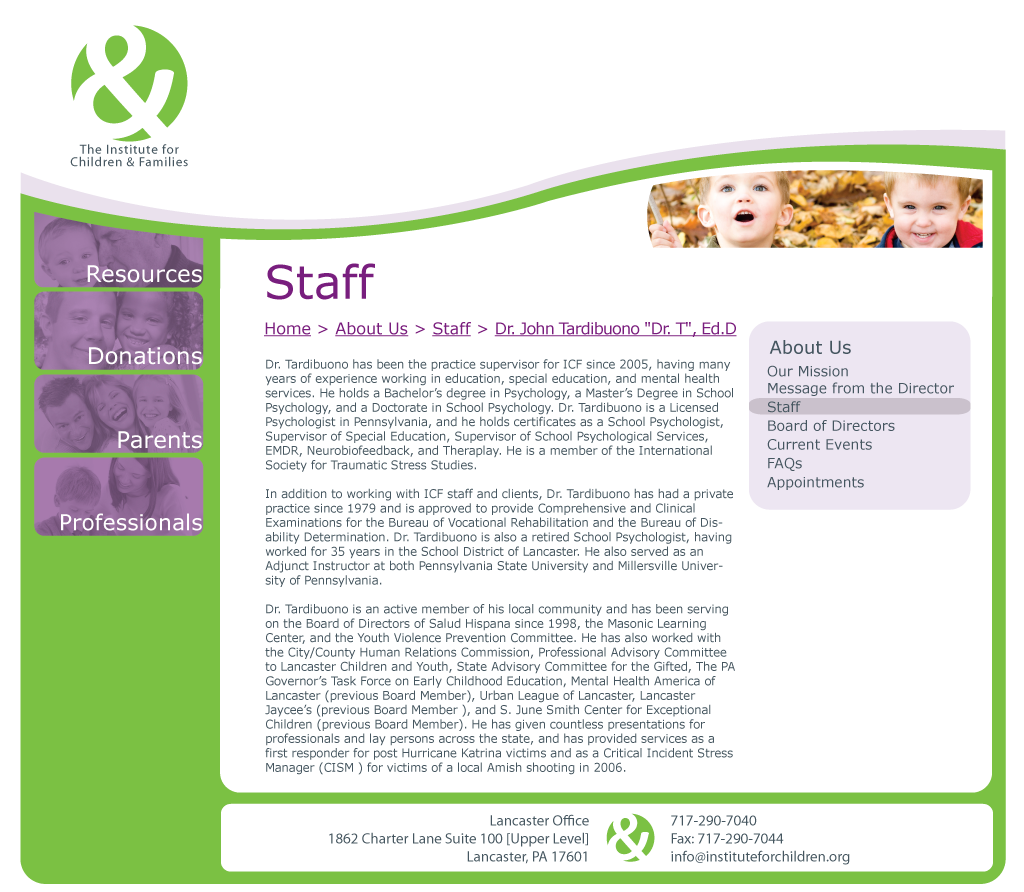 The Institute for
Children & Families
Resources
Donations
Parents
Professionals
Staff
Home > About Us > Staff > Dr. John Tardibuono "Dr. T", Ed.D
Dr. Tardibuono has been the practice supervisor for ICF since 2005, having many
years of experience working in education, special education, and mental health
services. He holds a Bachelor’s degree in Psychology, a Master’s Degree in School
Psychology, and a Doctorate in School Psychology. Dr. Tardibuono is a Licensed
Psychologist in Pennsylvania, and he holds certificates as a School Psychologist,
Supervisor of Special Education, Supervisor of School Psychological Services,
EMDR, Neurobiofeedback, and Theraplay. He is a member of the International
Society for Traumatic Stress Studies.
In addition to working with ICF staff and clients, Dr. Tardibuono has had a private
practice since 1979 and is approved to provide Comprehensive and Clinical
Examinations for the Bureau of Vocational Rehabilitation and the Bureau of Dis-
ability Determination. Dr. Tardibuono is also a retired School Psychologist, having
worked for 35 years in the School District of Lancaster. He also served as an
Adjunct Instructor at both Pennsylvania State University and Millersville Univer-
sity of Pennsylvania.
Dr. Tardibuono is an active member of his local community and has been serving
on the Board of Directors of Salud Hispana since 1998, the Masonic Learning
Center, and the Youth Violence Prevention Committee. He has also worked with
the City/County Human Relations Commission, Professional Advisory Committee
to Lancaster Children and Youth, State Advisory Committee for the Gifted, The PA
Governor’s Task Force on Early Childhood Education, Mental Health America of
Lancaster (previous Board Member), Urban League of Lancaster, Lancaster
Jaycee’s (previous Board Member ), and S. June Smith Center for Exceptional
Children (previous Board Member). He has given countless presentations for
professionals and lay persons across the state, and has provided services as a
first responder for post Hurricane Katrina victims and as a Critical Incident Stress
Manager (CISM ) for victims of a local Amish shooting in 2006.
About Us
Our Mission
Message from the Director
Staff
Board of Directors
Current Events
FAQs
Appointments
Lancaster Office
1862 Charter Lane Suite 100 [Upper Level]
Lancaster, PA 17601
&
717-290-7040
Fax: 717-290-7044
info@instituteforchildren.org